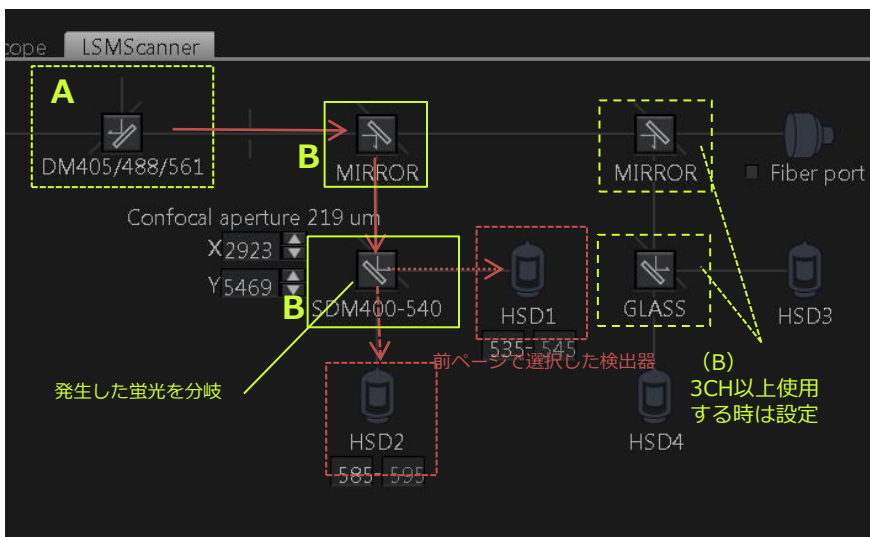 cope LSMScanner
A
DM405/488/561
B
MIRROR
MIRROR
Fiber port
Confocal aperture 219 um
X 2923
Y 5469
B
SDM400-540
HSD1
535- 545
GLASS
HSD3
前ページで選択した検出器
発生した蛍光を分岐
(B)
3CH以上使用
する時は設定
HSD2
585- 595
HSD4